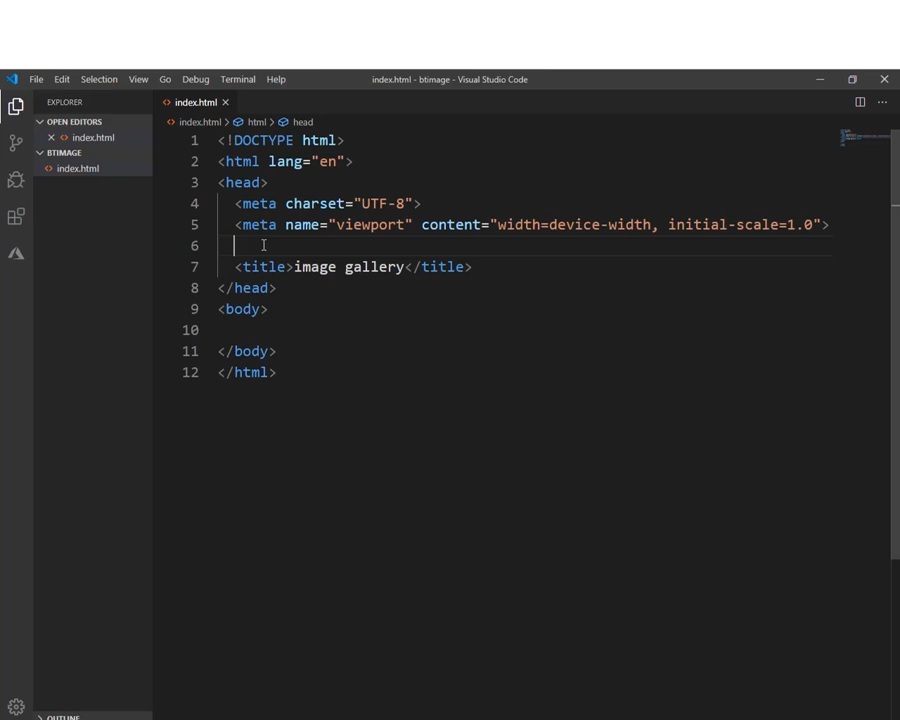 File Edit Selection View Go Debug Terminal Help index.html - btimage - Visual Studio Code
EXPLORER
OPEN EDITORS
index.html
BTIMAGE
index.html
OUTLINE
index.html
index.html > html > head
1 <!DOCTYPE html>
2 <html lang="en">
3 <head>
4 <meta charset="UTF-8">
5 <meta name="viewport" content="width=device-width, initial-scale=1.0">
6
7 <title>image gallery</title>
8 </head>
9 <body>
10
11 </body>
12 </html>